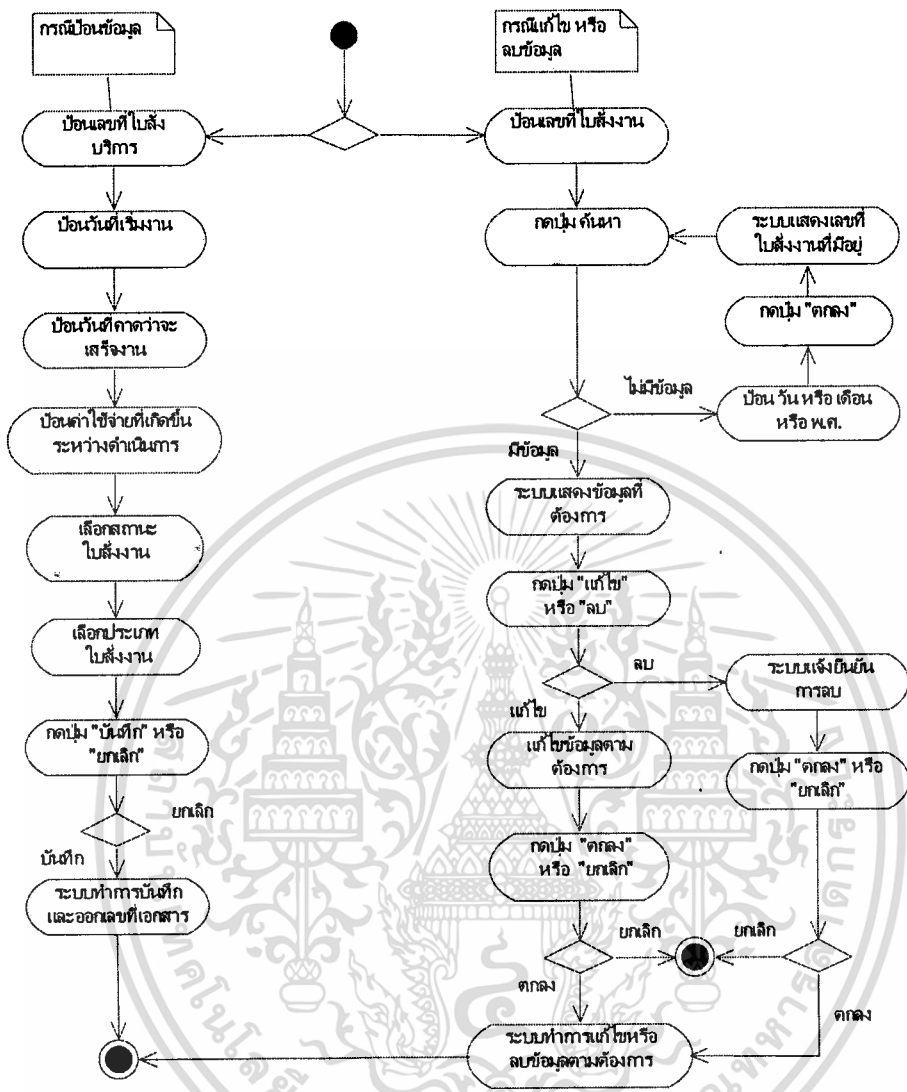 กรณีป้อนข้อมูล
ป้อนเลขที่ใบสั่ง
บริการ
ป้อนวันที่เริ่มงาน
ป้อนวันที่คาดว่าจะ
เสร็จงาน
ป้อนค่าใช้จ่ายที่เกิดขึ้น
ระหว่างดำเนินการ
เลือกสถานะ
ใบสั่งงาน
เลือกประเภท
ใบสั่งงาน
กดปุ่ม "บันทึก" หรือ
"ยกเลิก"
ยกเลิก
บันทึก
ระบบทำการบันทึก
และออกเลขที่เอกสาร
กรณีแก้ไข หรือ
ลบข้อมูล
ป้อนเลขที่ใบสั่งงาน
กดปุ่ม ค้นหา
ระบบแสดงเลขที่
ใบสั่งงานที่มีอยู่
กดปุ่ม "ตกลง"
ไม่มีข้อมูล
ป้อน วัน หรือ เดือน
หรือ พ.ศ.
มีข้อมูล
ระบบแสดงข้อมูลที่
ต้องการ
กดปุ่ม "แก้ไข"
หรือ "ลบ"
ลบ
ระบบแจ้งยืนยัน
การลบ
แก้ไข
แก้ไขข้อมูลตาม
ต้องการ
กดปุ่ม "ตกลง" หรือ
"ยกเลิก"
กดปุ่ม "ตกลง"
หรือ "ยกเลิก"
ยกเลิก
ยกเลิก
ตกลง
ตกลง
ระบบทำการแก้ไขหรือ
ลบข้อมูลตามต้องการ